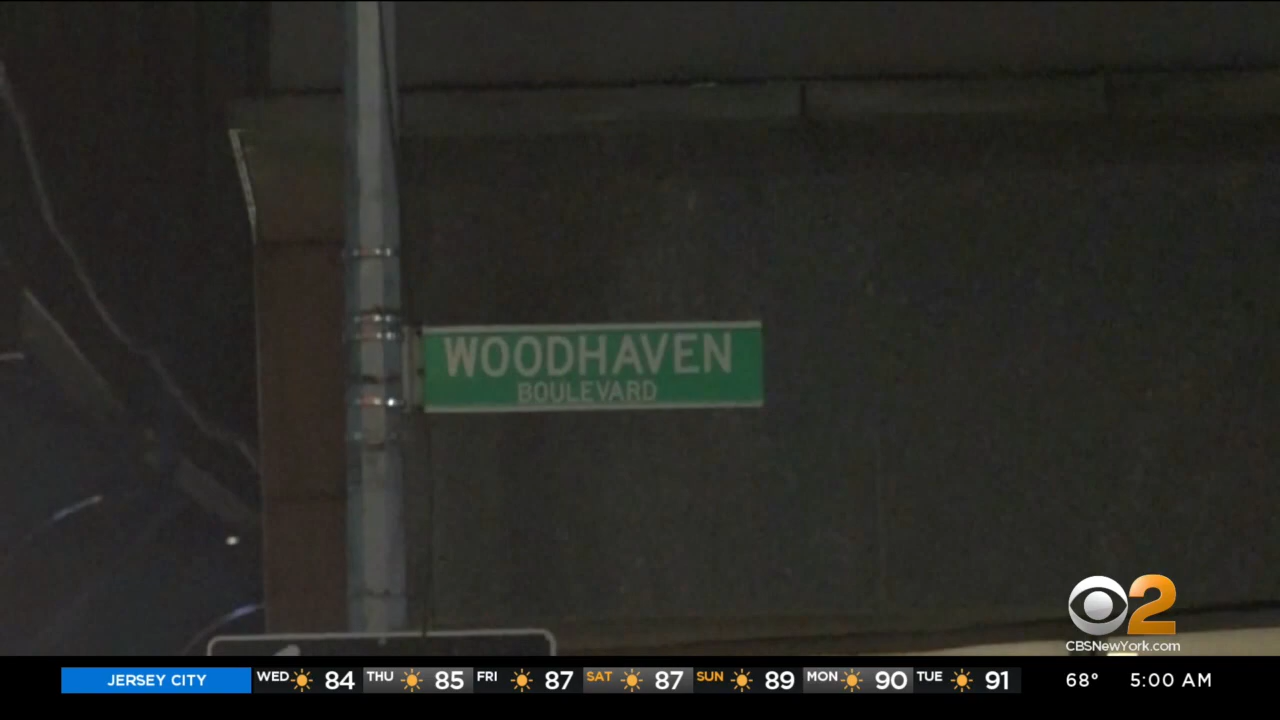 WOODHAVEN
BOULEVARD
2
CBSNewYork.com
JERSEY CITY WED 84 THU 85 FRI 87 SAT 87 SUN 89 MON 90 TUE 91 68° 5:00 AM